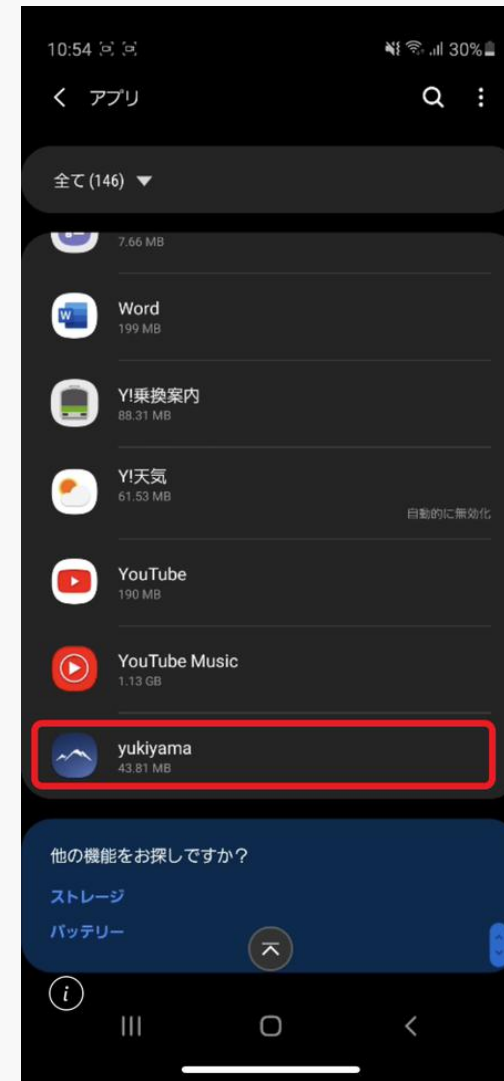 10:54
30%
アプリ
全て(146)
7.66 MB
Word
199 MB
Y!乗換案内
88.31 MB
Y!天気
61.53 MB
自動的に無効化
YouTube
190 MB
YouTube Music
1.13 GB
yukiyama
43.81 MB
他の機能をお探しですか?
ストレージ
バッテリー